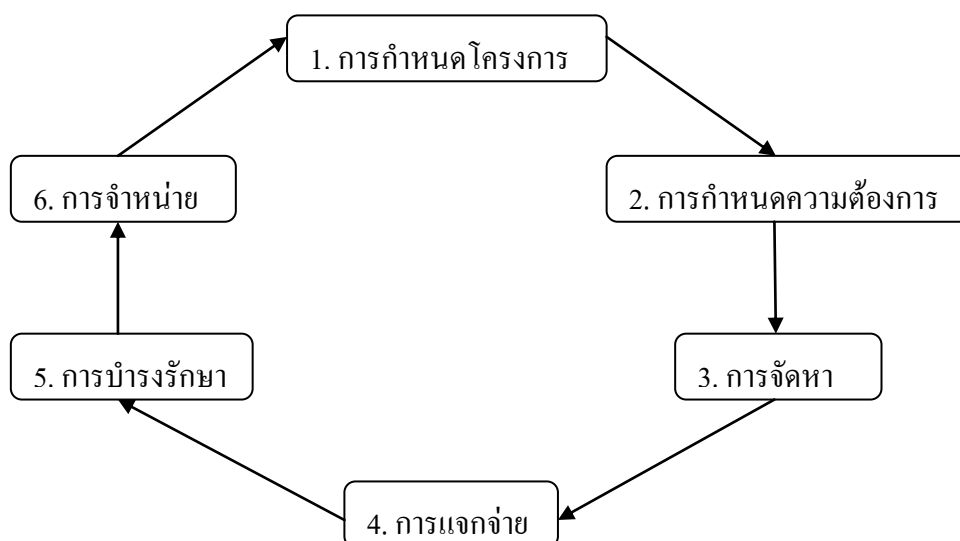 1. การกำหนดโครงการ
2. การกำหนดความต้องการ
3. การจัดหา
4. การแจกจ่าย
5. การบำรงรักษา
6. การจำหน่าย